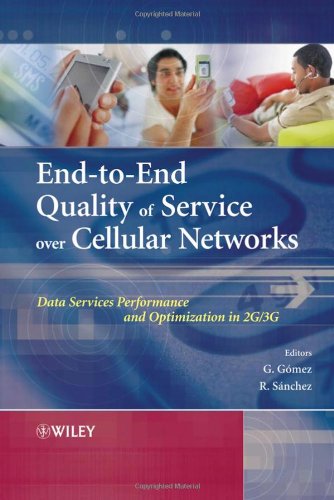 SMS
End-to-End
Quality of Service
over Cellular Networks
Data Services Performance
and Optimization in 2G/3G
Editors
G. Gómez
R. Sánchez
WILEY